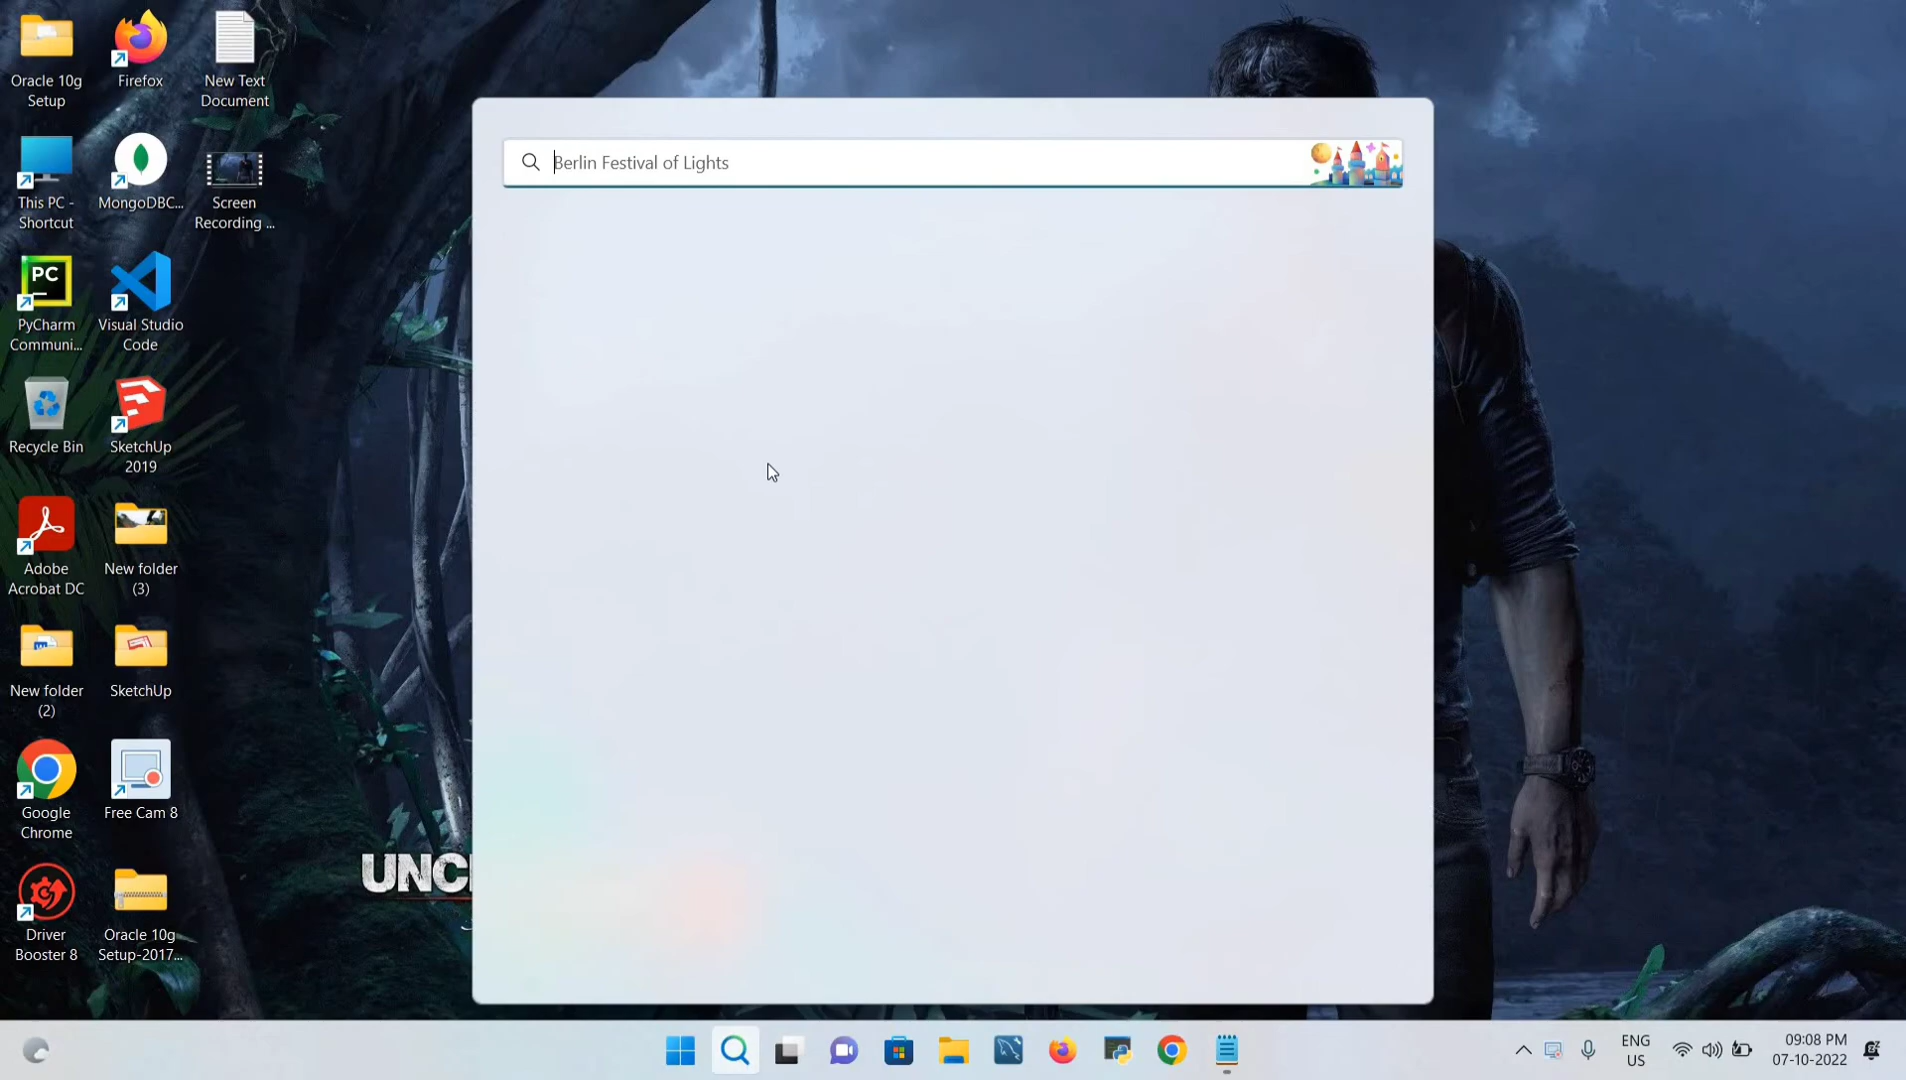 Oracle 10g
Setup
Firefox
New Text
Document
This PC -
Shortcut
MongoDBC...
Screen
Recording ...
PC
PyCharm
Communi...
Visual Studio
Code
Recycle Bin
SketchUp
2019
Adobe
Acrobat DC
New folder
(3)
New folder
(2)
SketchUp
Google
Chrome
Free Cam 8
Driver
Booster 8
Oracle 10g
Setup-2017...
Berlin Festival of Lights
UNC
ENG
US
09:08 PM
07-10-2022